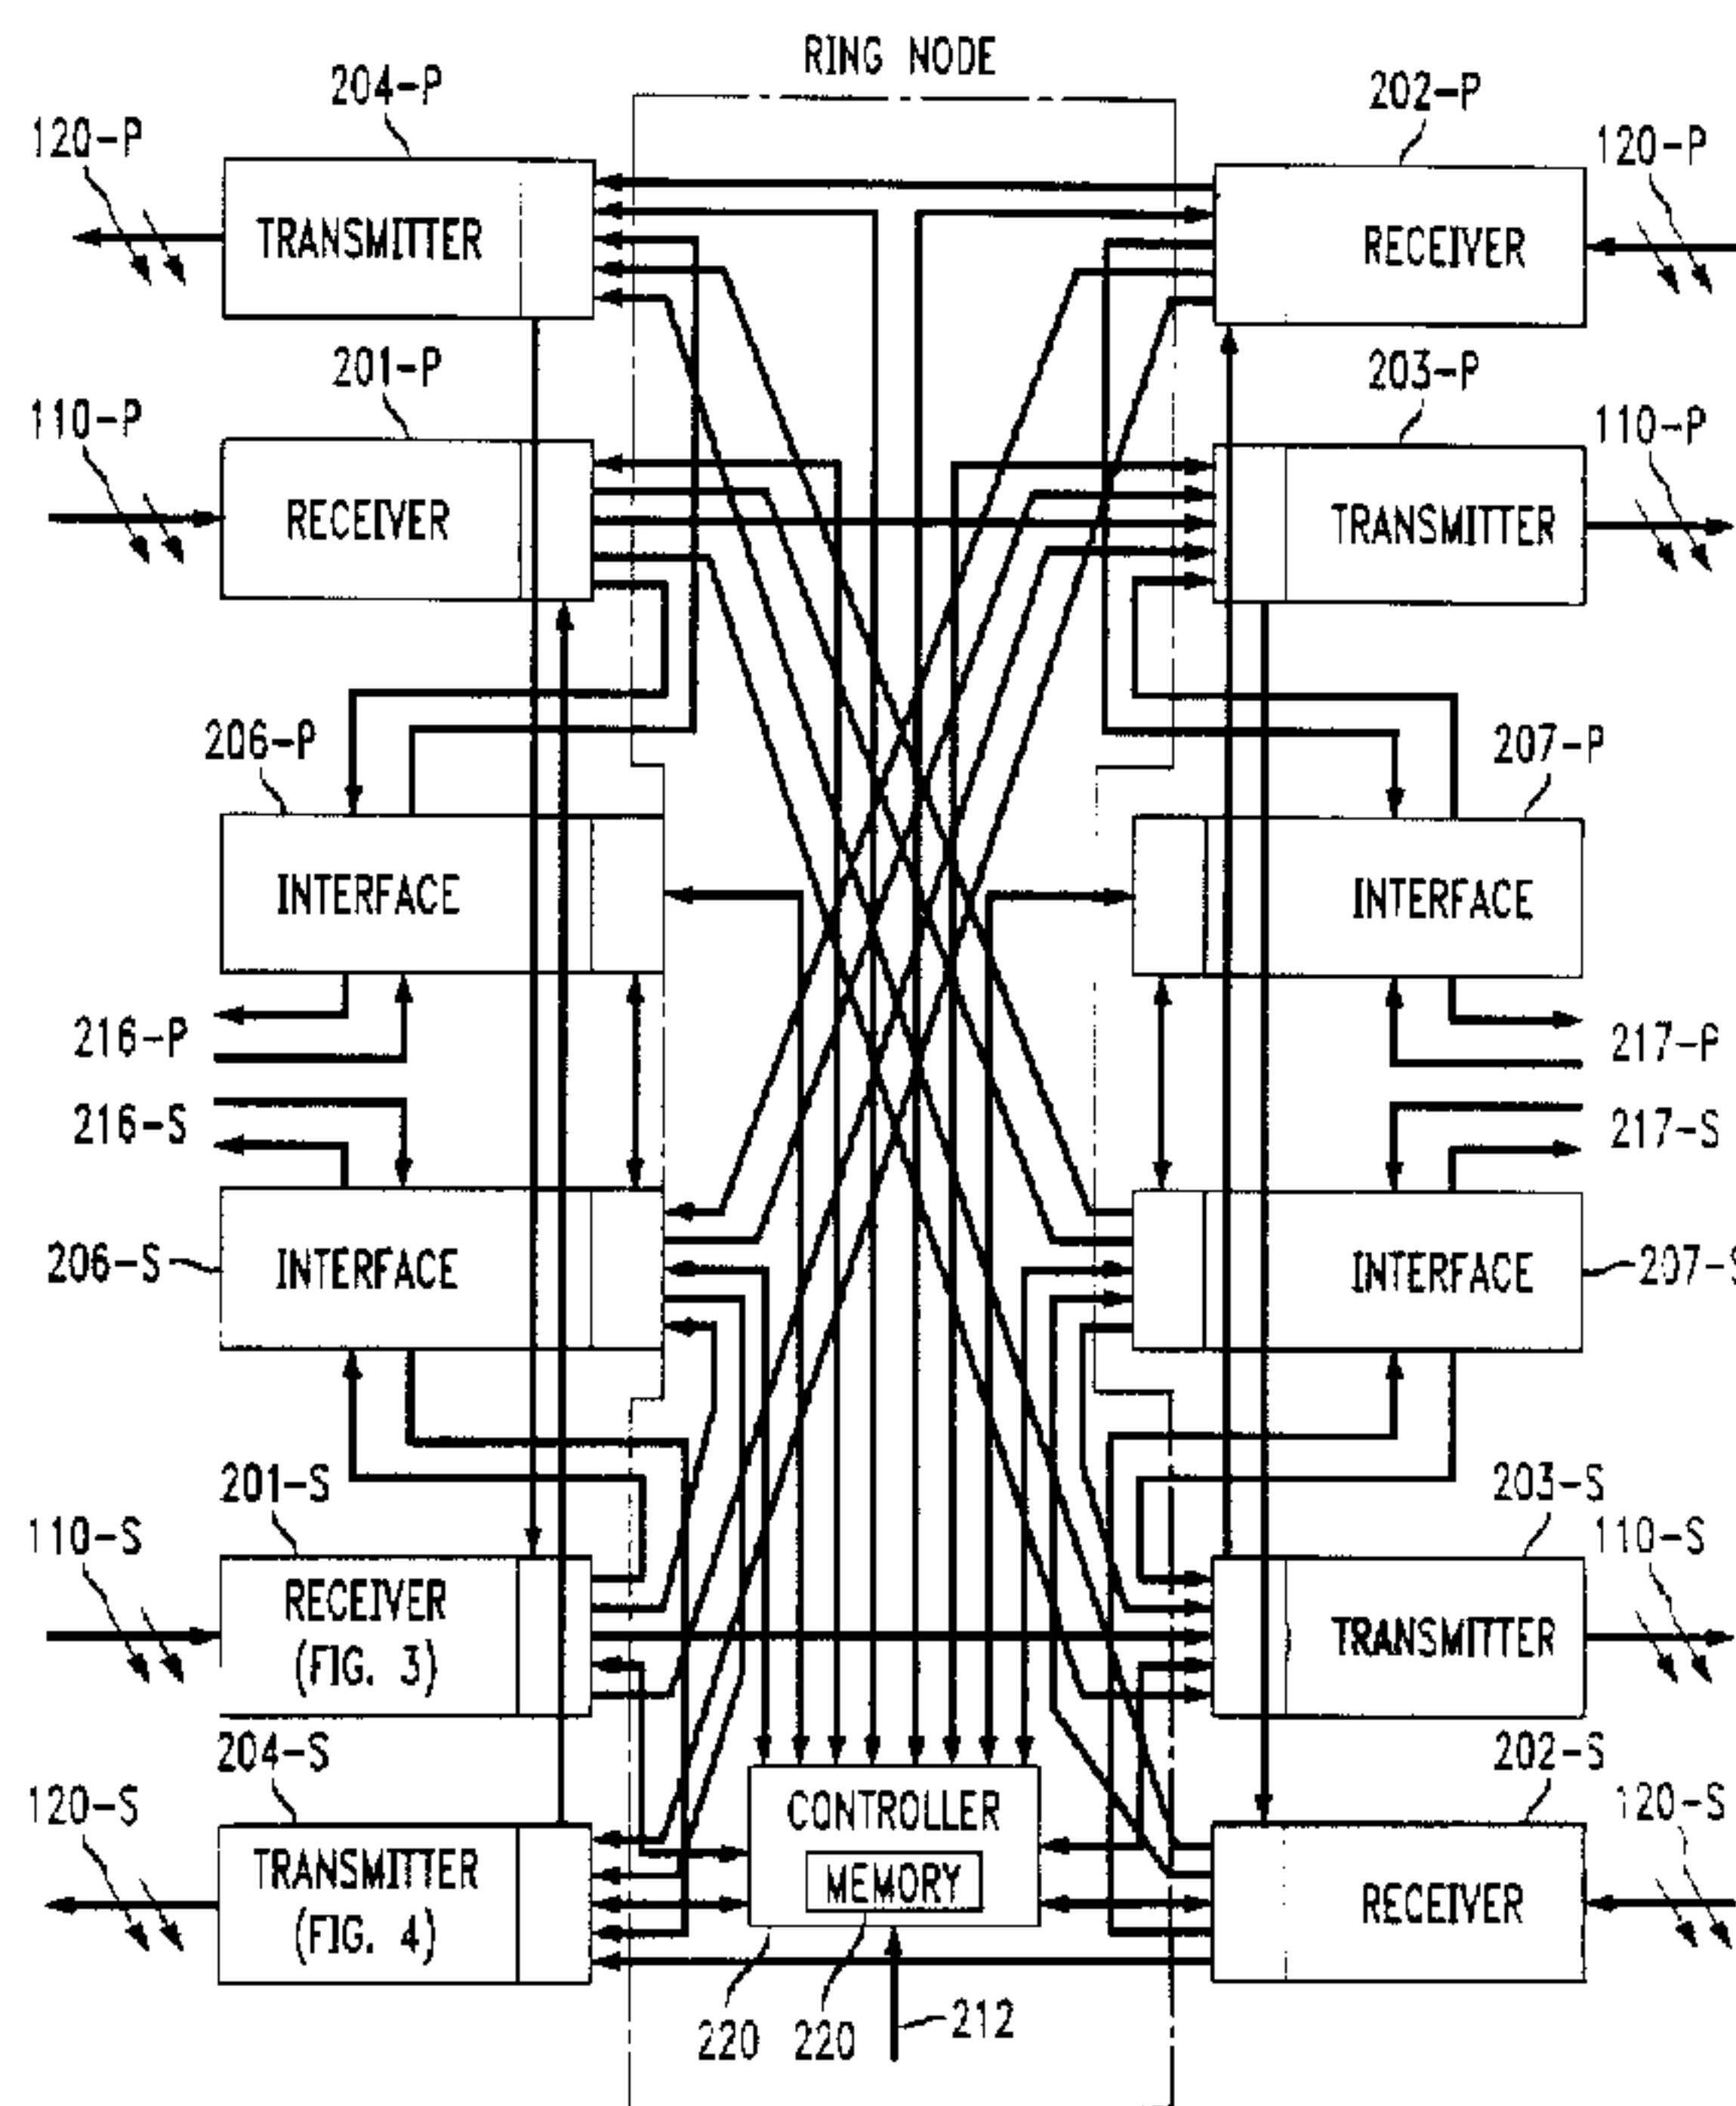 RING NODE
204-P
202-P
120-P
120-P
TRANSMITTER
RECEIVER
201-P
203-P
110-P
110-P
RECEIVER
TRANSMITTER
206-P
207-P
INTERFACE
INTERFACE
216-P
217-P
216-S
217-S
206-S
INTERFACE
INTERFACE
207-S
201-S
203-S
110-S
110-S
RECEIVER
(FIG. 3)
TRANSMITTER
204-S
202-S
120-S
120-S
CONTROLLER
TRANSMITTER
(FIG. 4)
MEMORY
RECEIVER
220
220
212